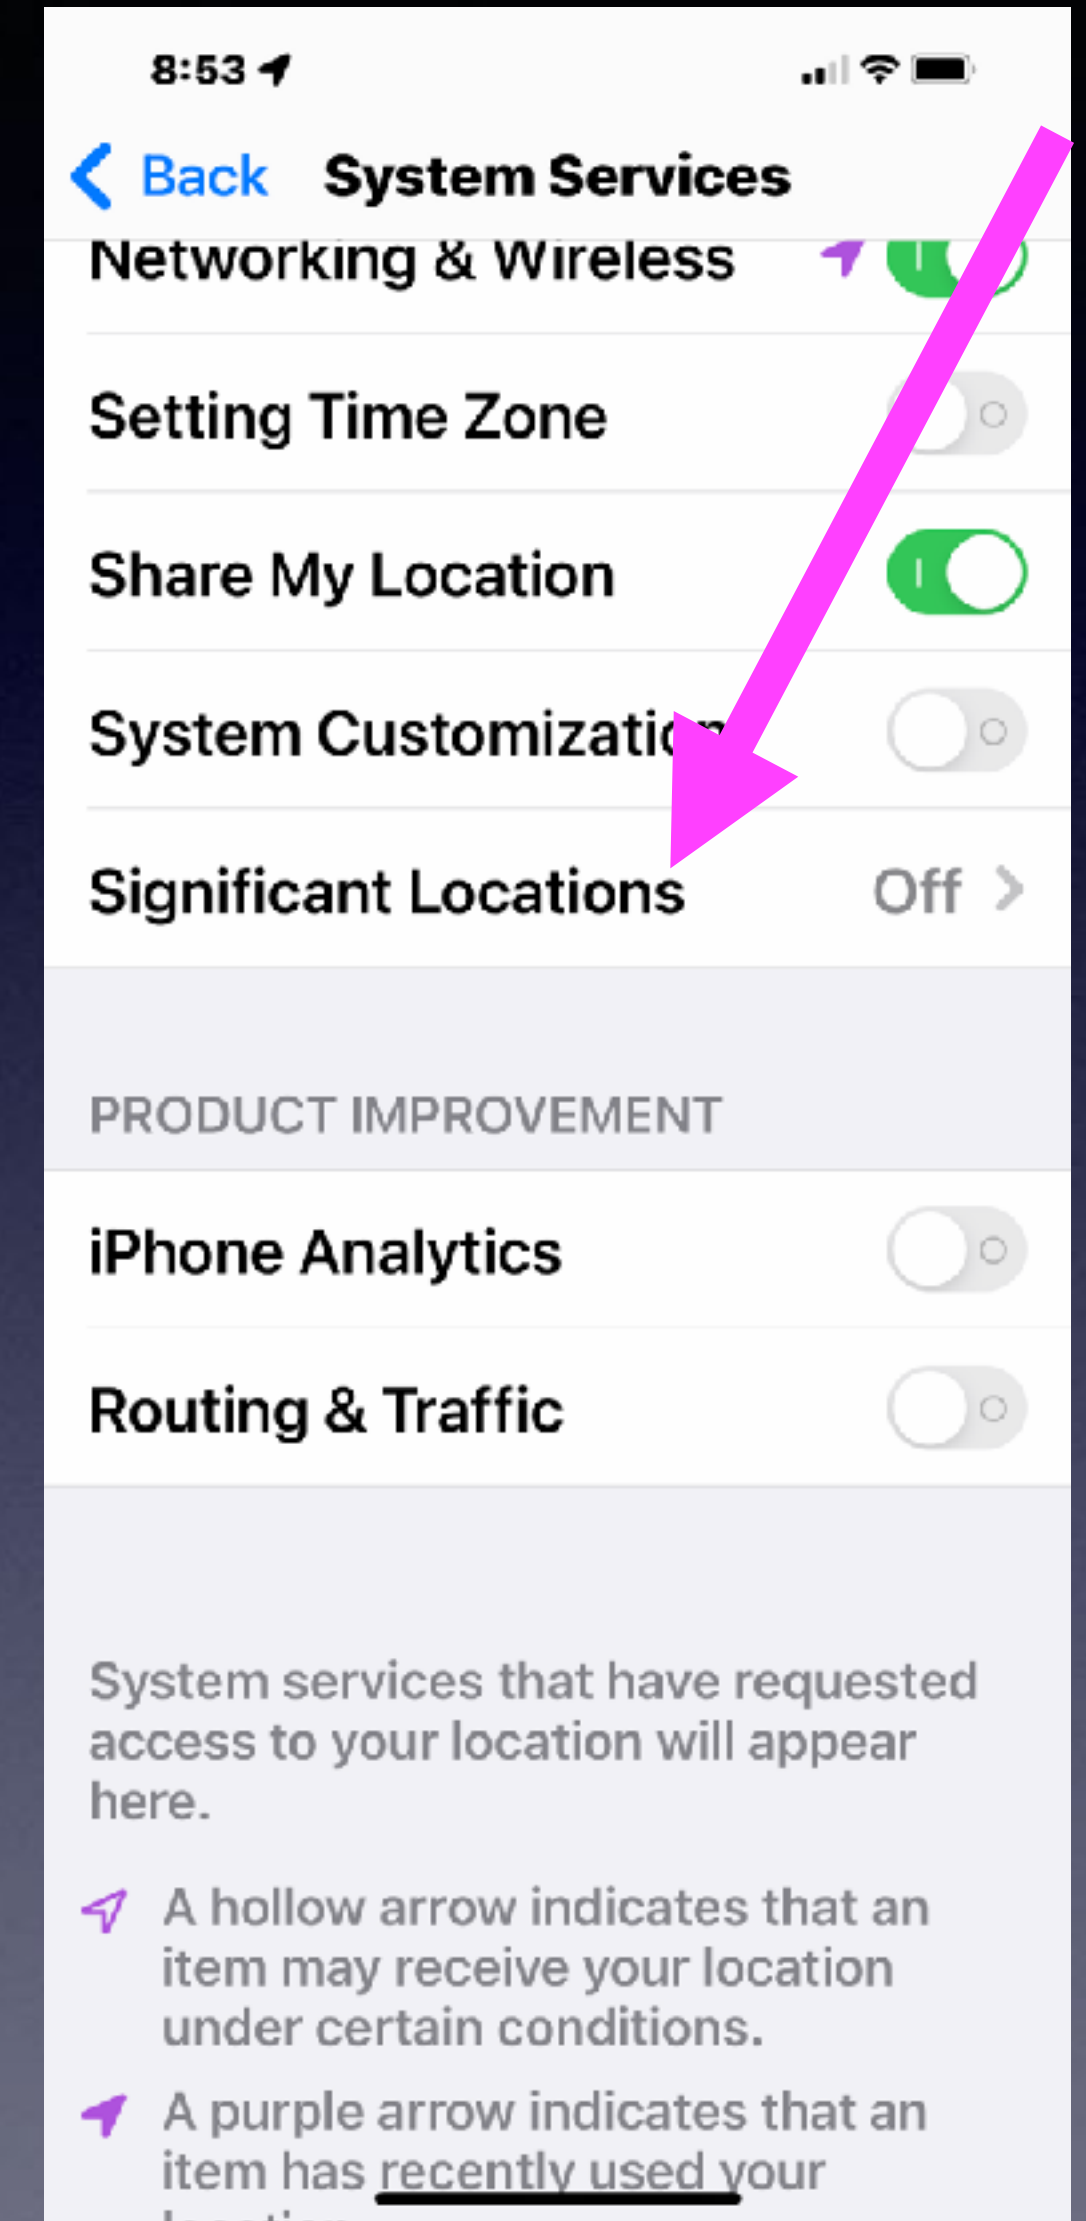 8:53
Back System Services
Networking & Wireless
Setting Time Zone
Share My Location
System Customization
Significant Locations Off
PRODUCT IMPROVEMENT
iPhone Analytics
Routing & Traffic
System services that have requested
access to your location will appear
here.
A hollow arrow indicates that an
item may receive your location
under certain conditions.
A purple arrow indicates that an
item has recently used your